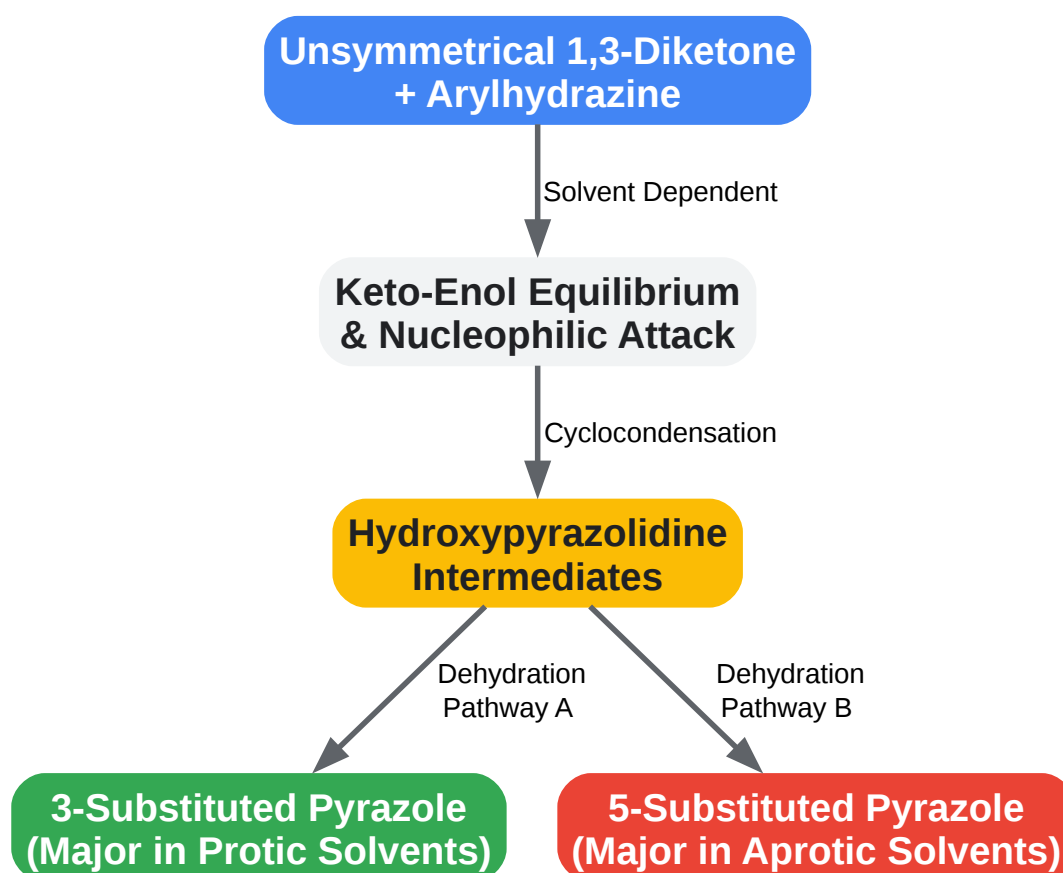 Unsymmetrical 1,3-Diketone
+ Arylhydrazine
Solvent Dependent
Keto-Enol Equilibrium
& Nucleophilic Attack
Cyclocondensation
Hydroxypyrazolidine
Intermediates
Dehydration
Pathway A
Dehydration
Pathway B
3-Substituted Pyrazole
(Major in Protic Solvents)
5-Substituted Pyrazole
(Major in Aprotic Solvents)